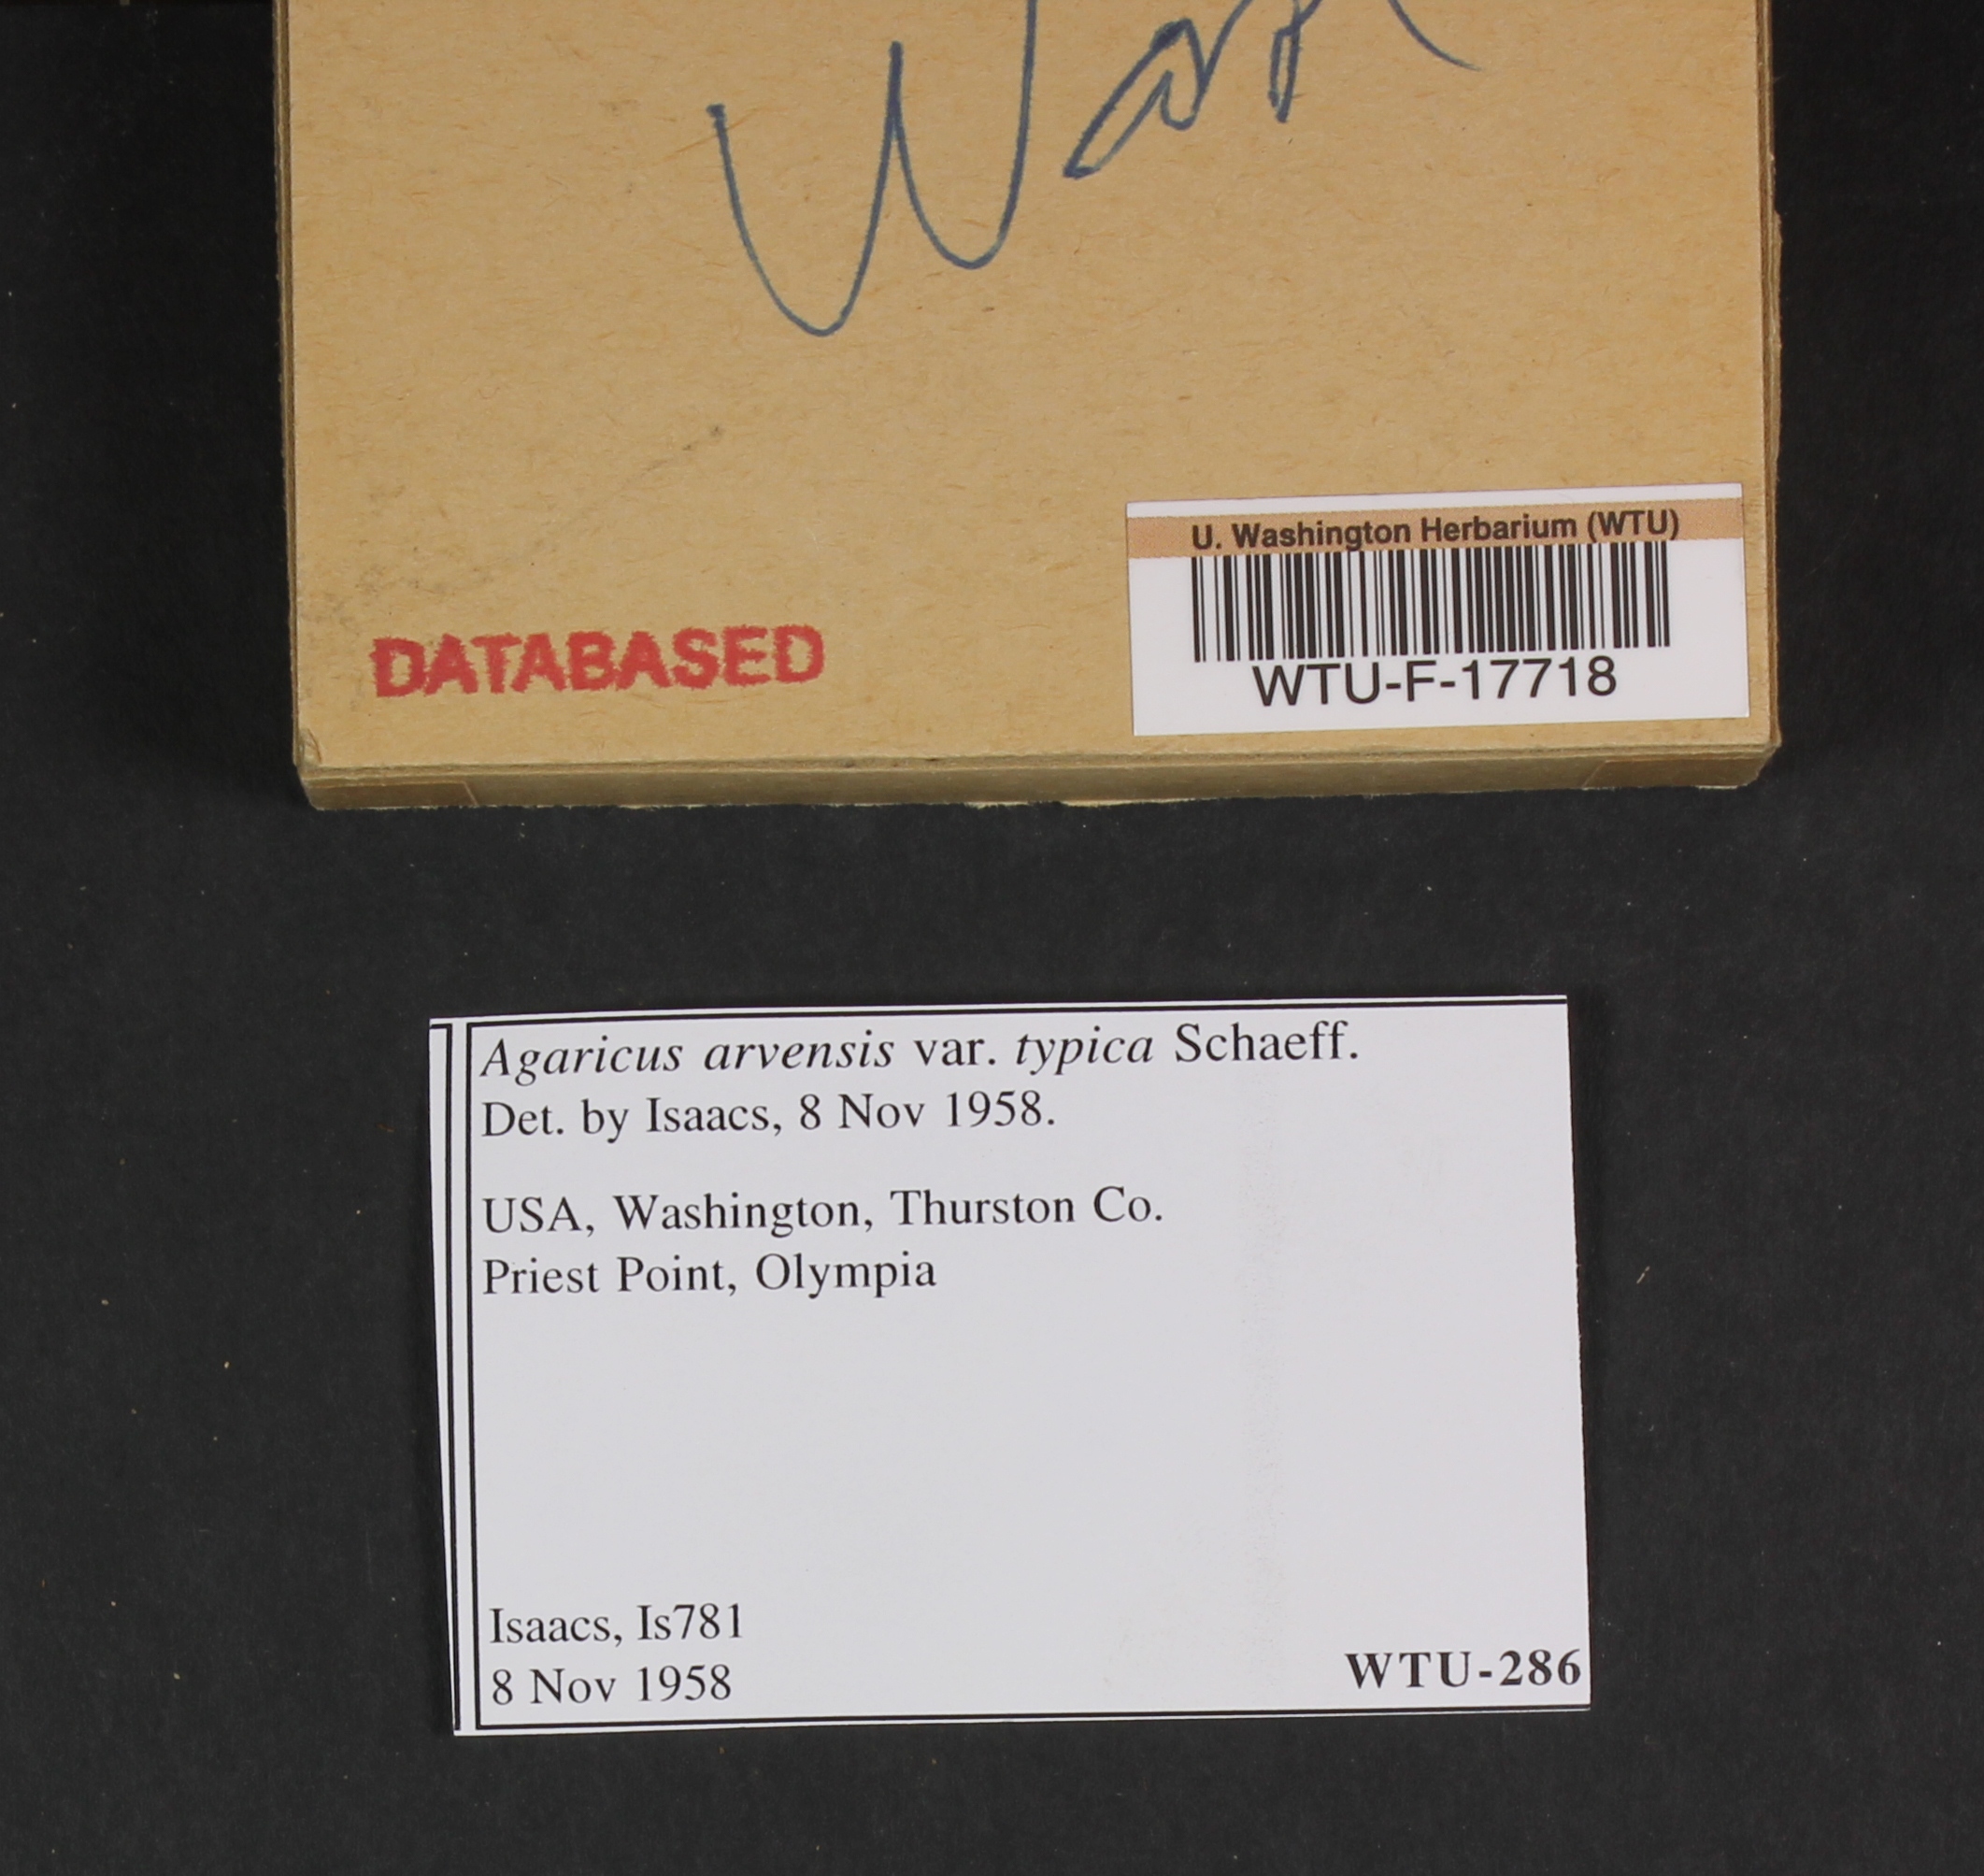 Wash
DATABASED
U. Washington Herbarium (WTU)
WTU-F-17718
Agaricus arvensis var. typica Schaeff.
Det. by Isaacs, 8 Nov 1958.
USA, Washington, Thurston Co.
Priest Point, Olympia
Isaacs, Is781
8 Nov 1958
WTU-286